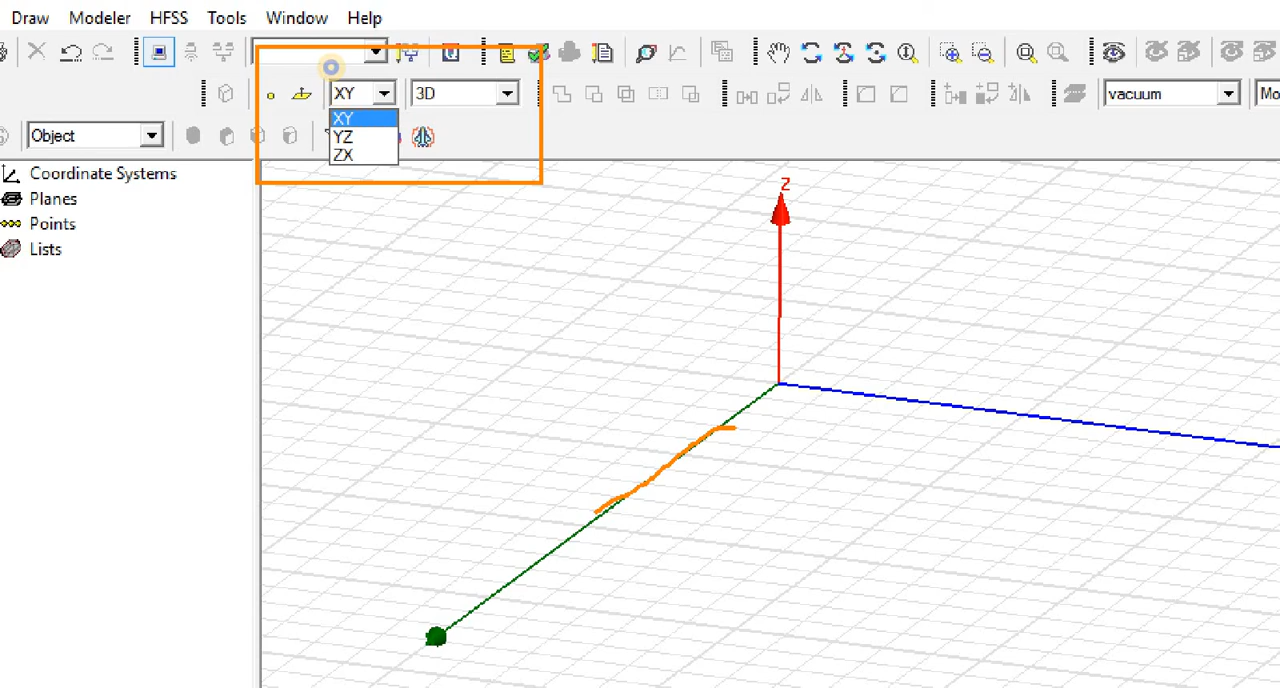 Draw Modeler HFSS Tools Window Help
XY 3D vacuum Mo
XY
Object YZ
ZX
Coordinate Systems
Planes
Points
Lists
Z